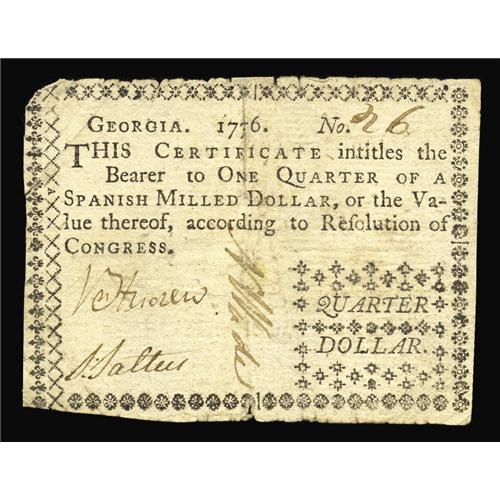 GEORGIA. 1776. No. 26
THIS CERTIFICATE intitles the
Bearer to ONE QUARTER OF A
SPANISH MILLED DOLLAR, or the Va-
lue thereof, according to Reſolution of
CONGRESS.
QUARTER
DOLLAR.
S Salteus